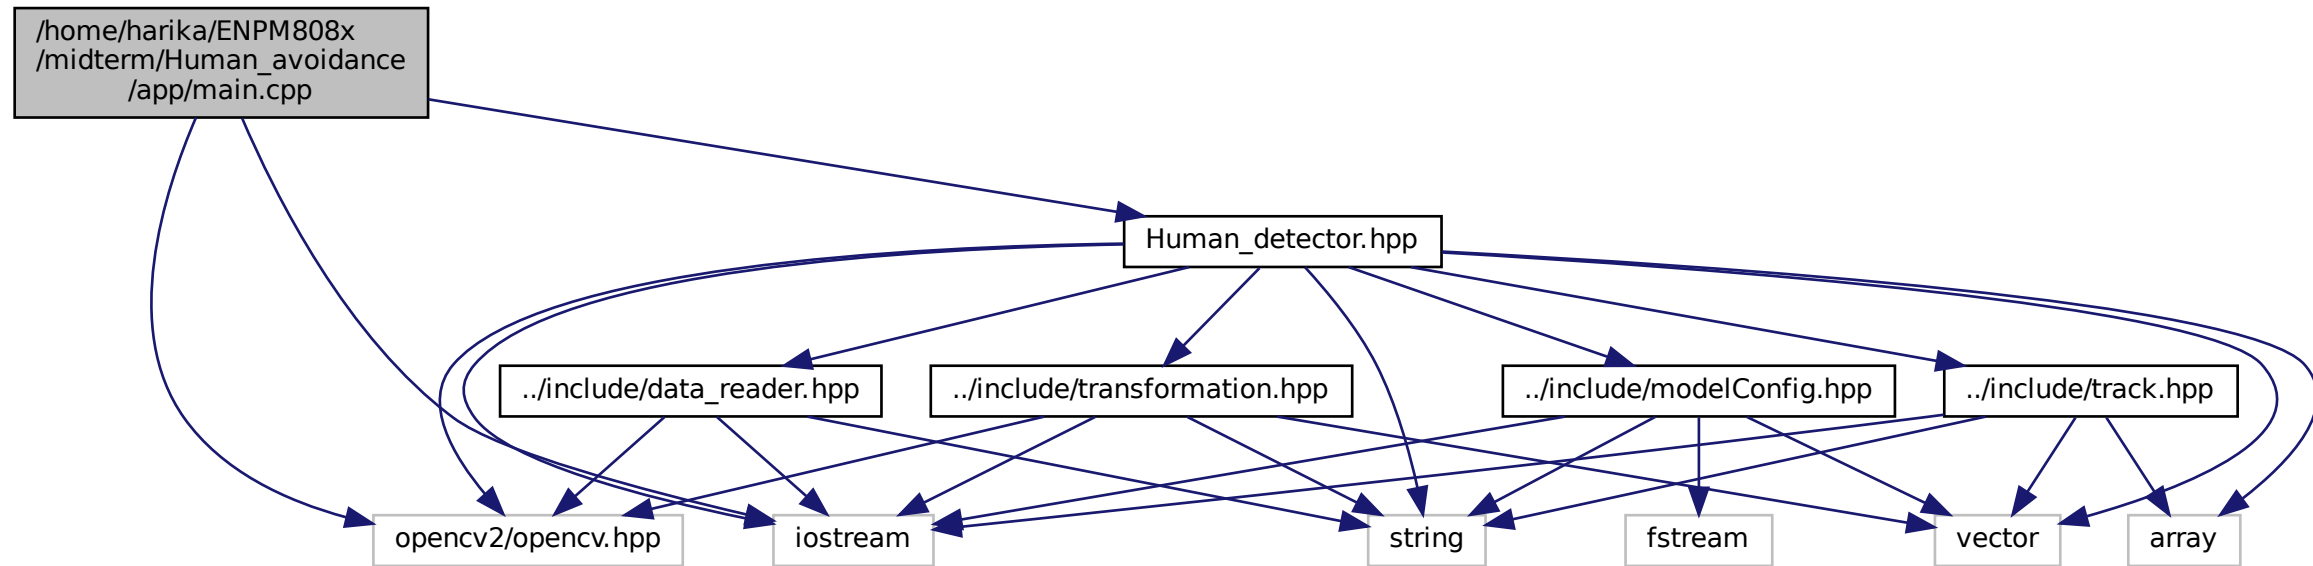 /home/harika/ENPM808x
/midterm/Human_avoidance
/app/main.cpp
Human_detector.hpp
../include/data_reader.hpp
../include/transformation.hpp
../include/modelConfig.hpp
../include/track.hpp
opencv2/opencv.hpp
iostream
string
fstream
vector
array